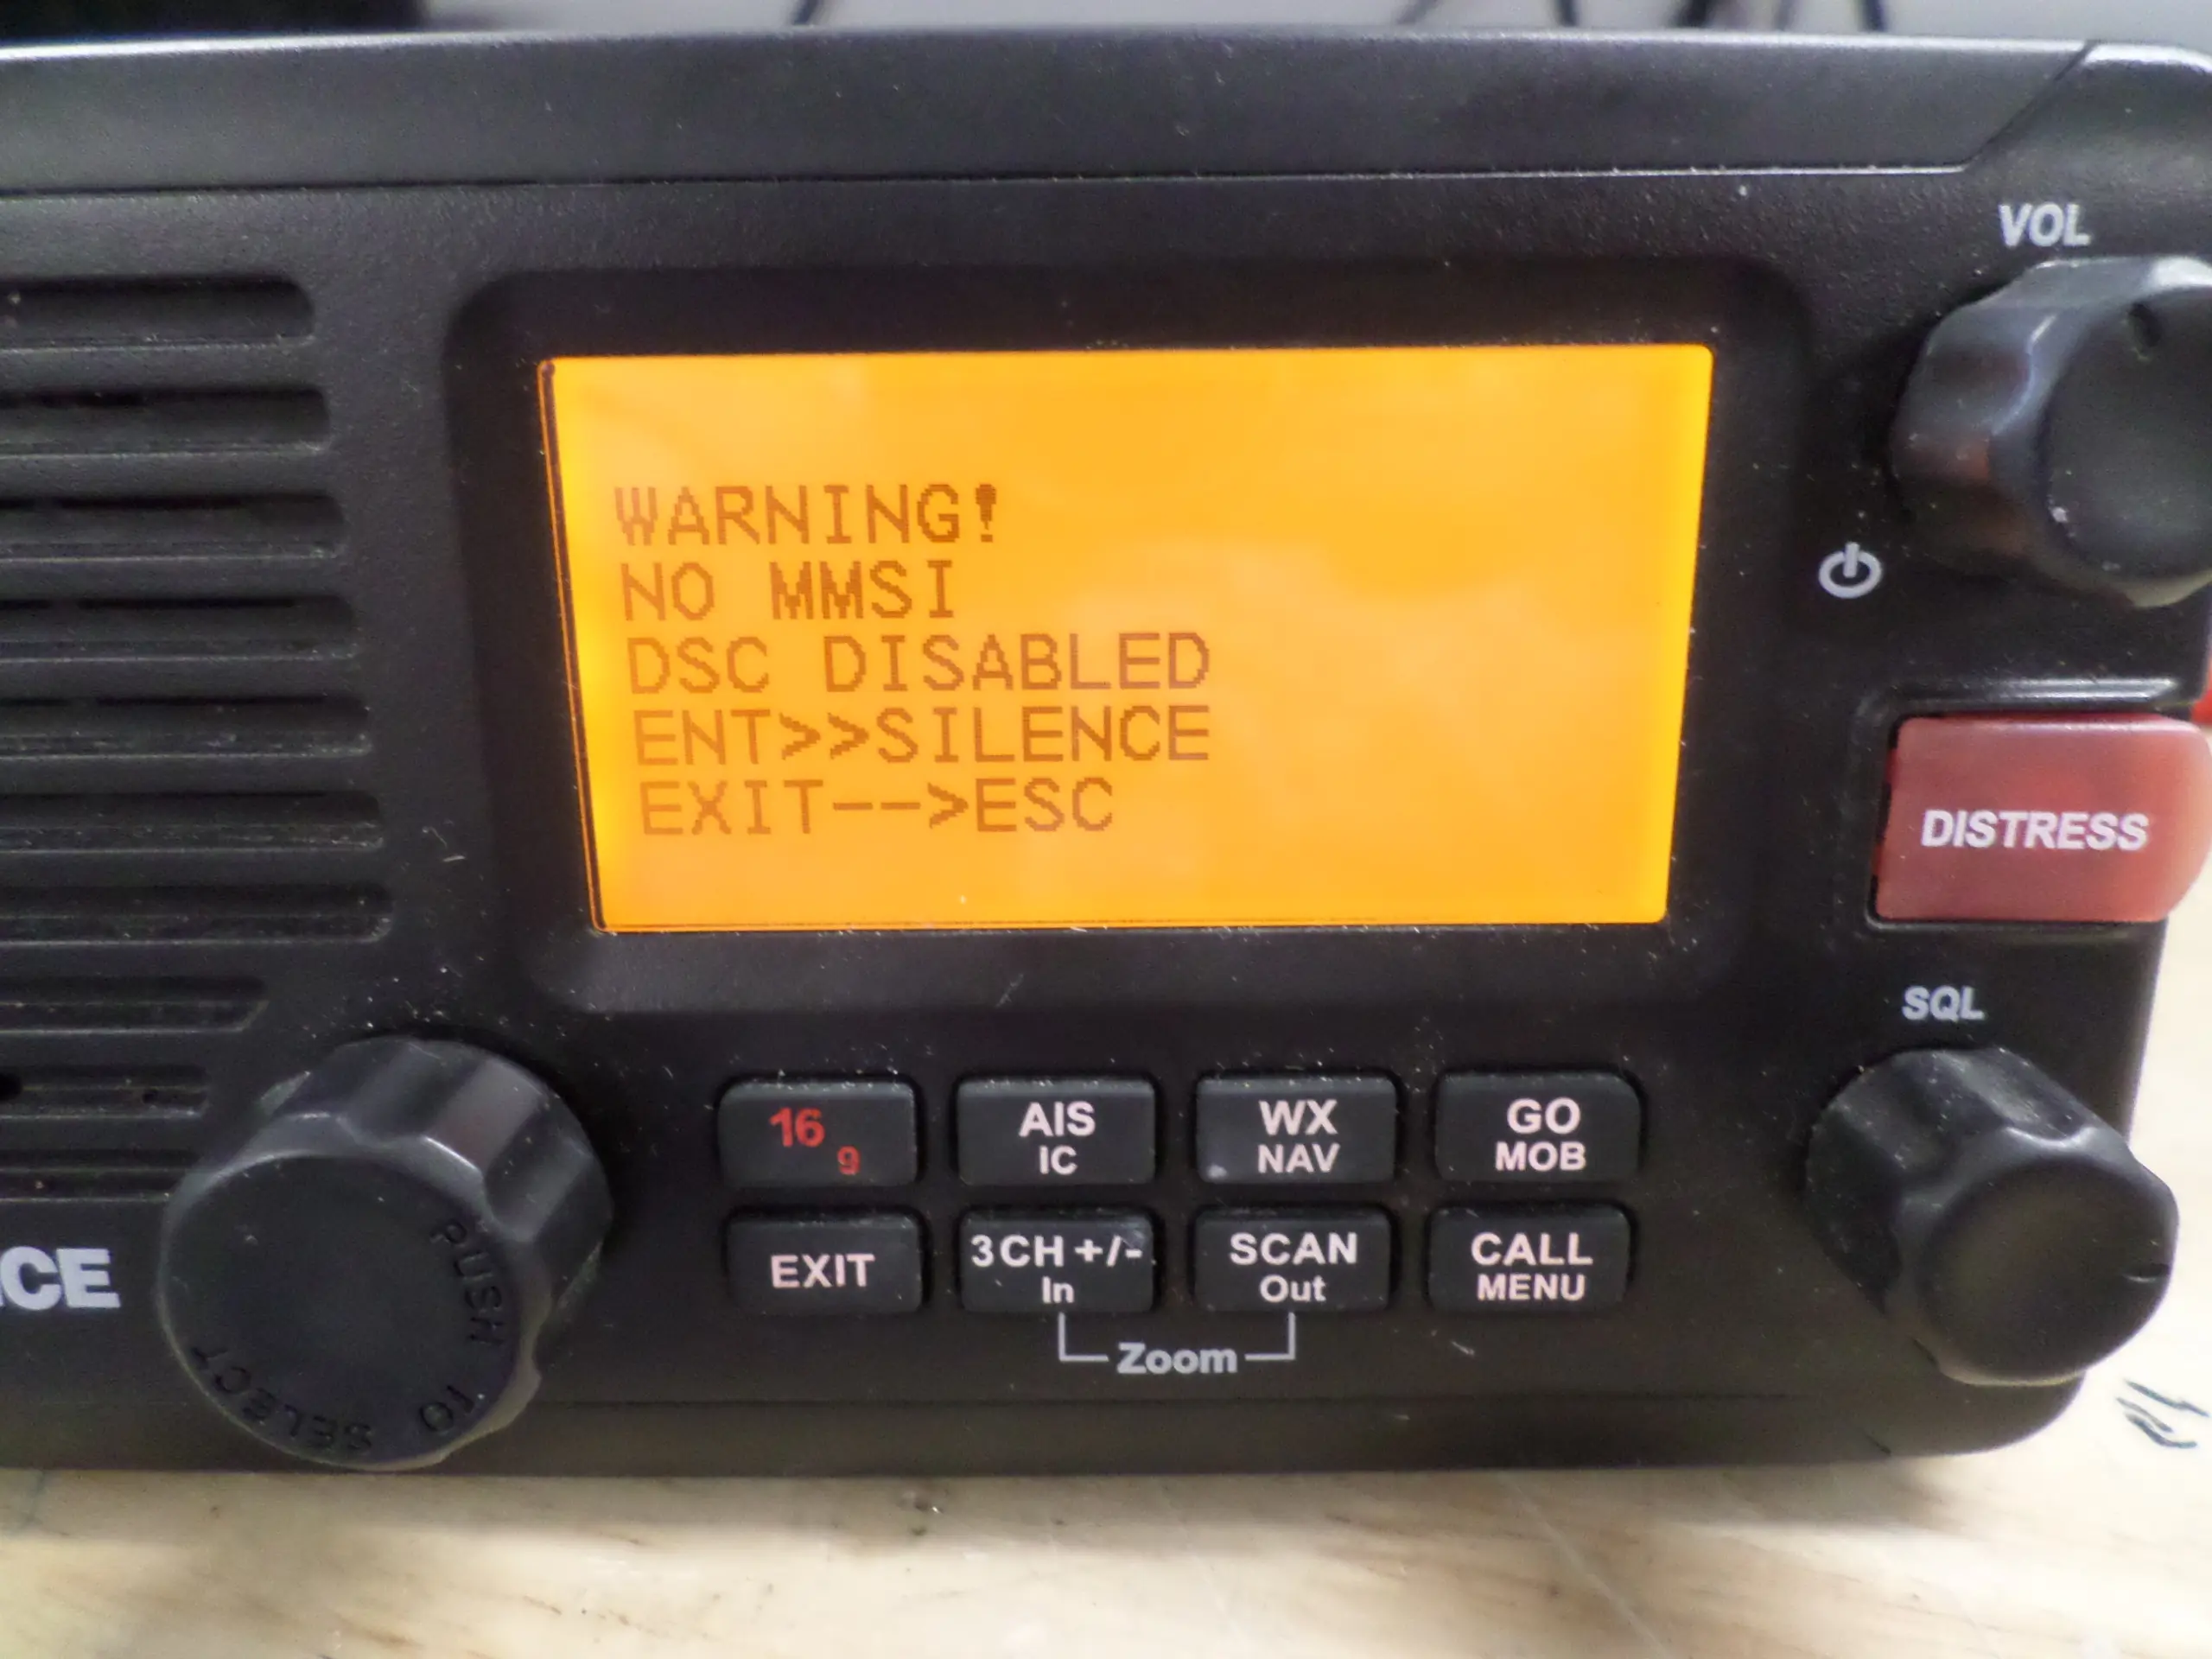 VOL
WARNING!
NO MMSI
DSC DISABLED
ENT>>SILENCE
EXIT-->ESC
DISTRESS
SQL
16 9
AIS
IC
WX
NAV
GO
MOB
CE
PUSH TO SELECT
EXIT
3CH +/-
In
SCAN
Out
CALL
MENU
Zoom